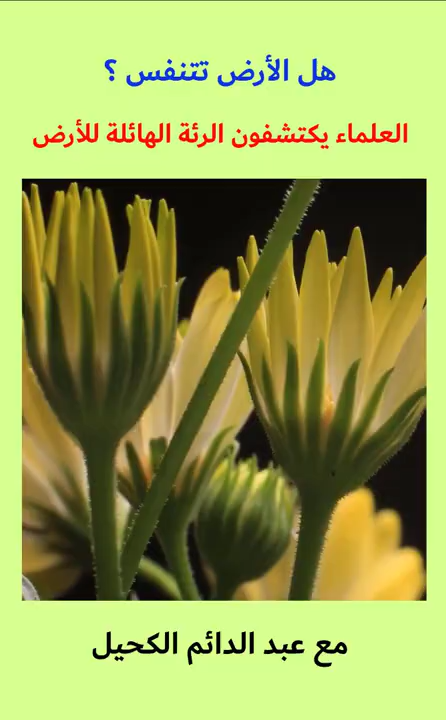 هل الأرض تتنفس ؟
العلماء يكتشفون الرئة الهائلة للأرض
مع عبد الدائم الكحيل